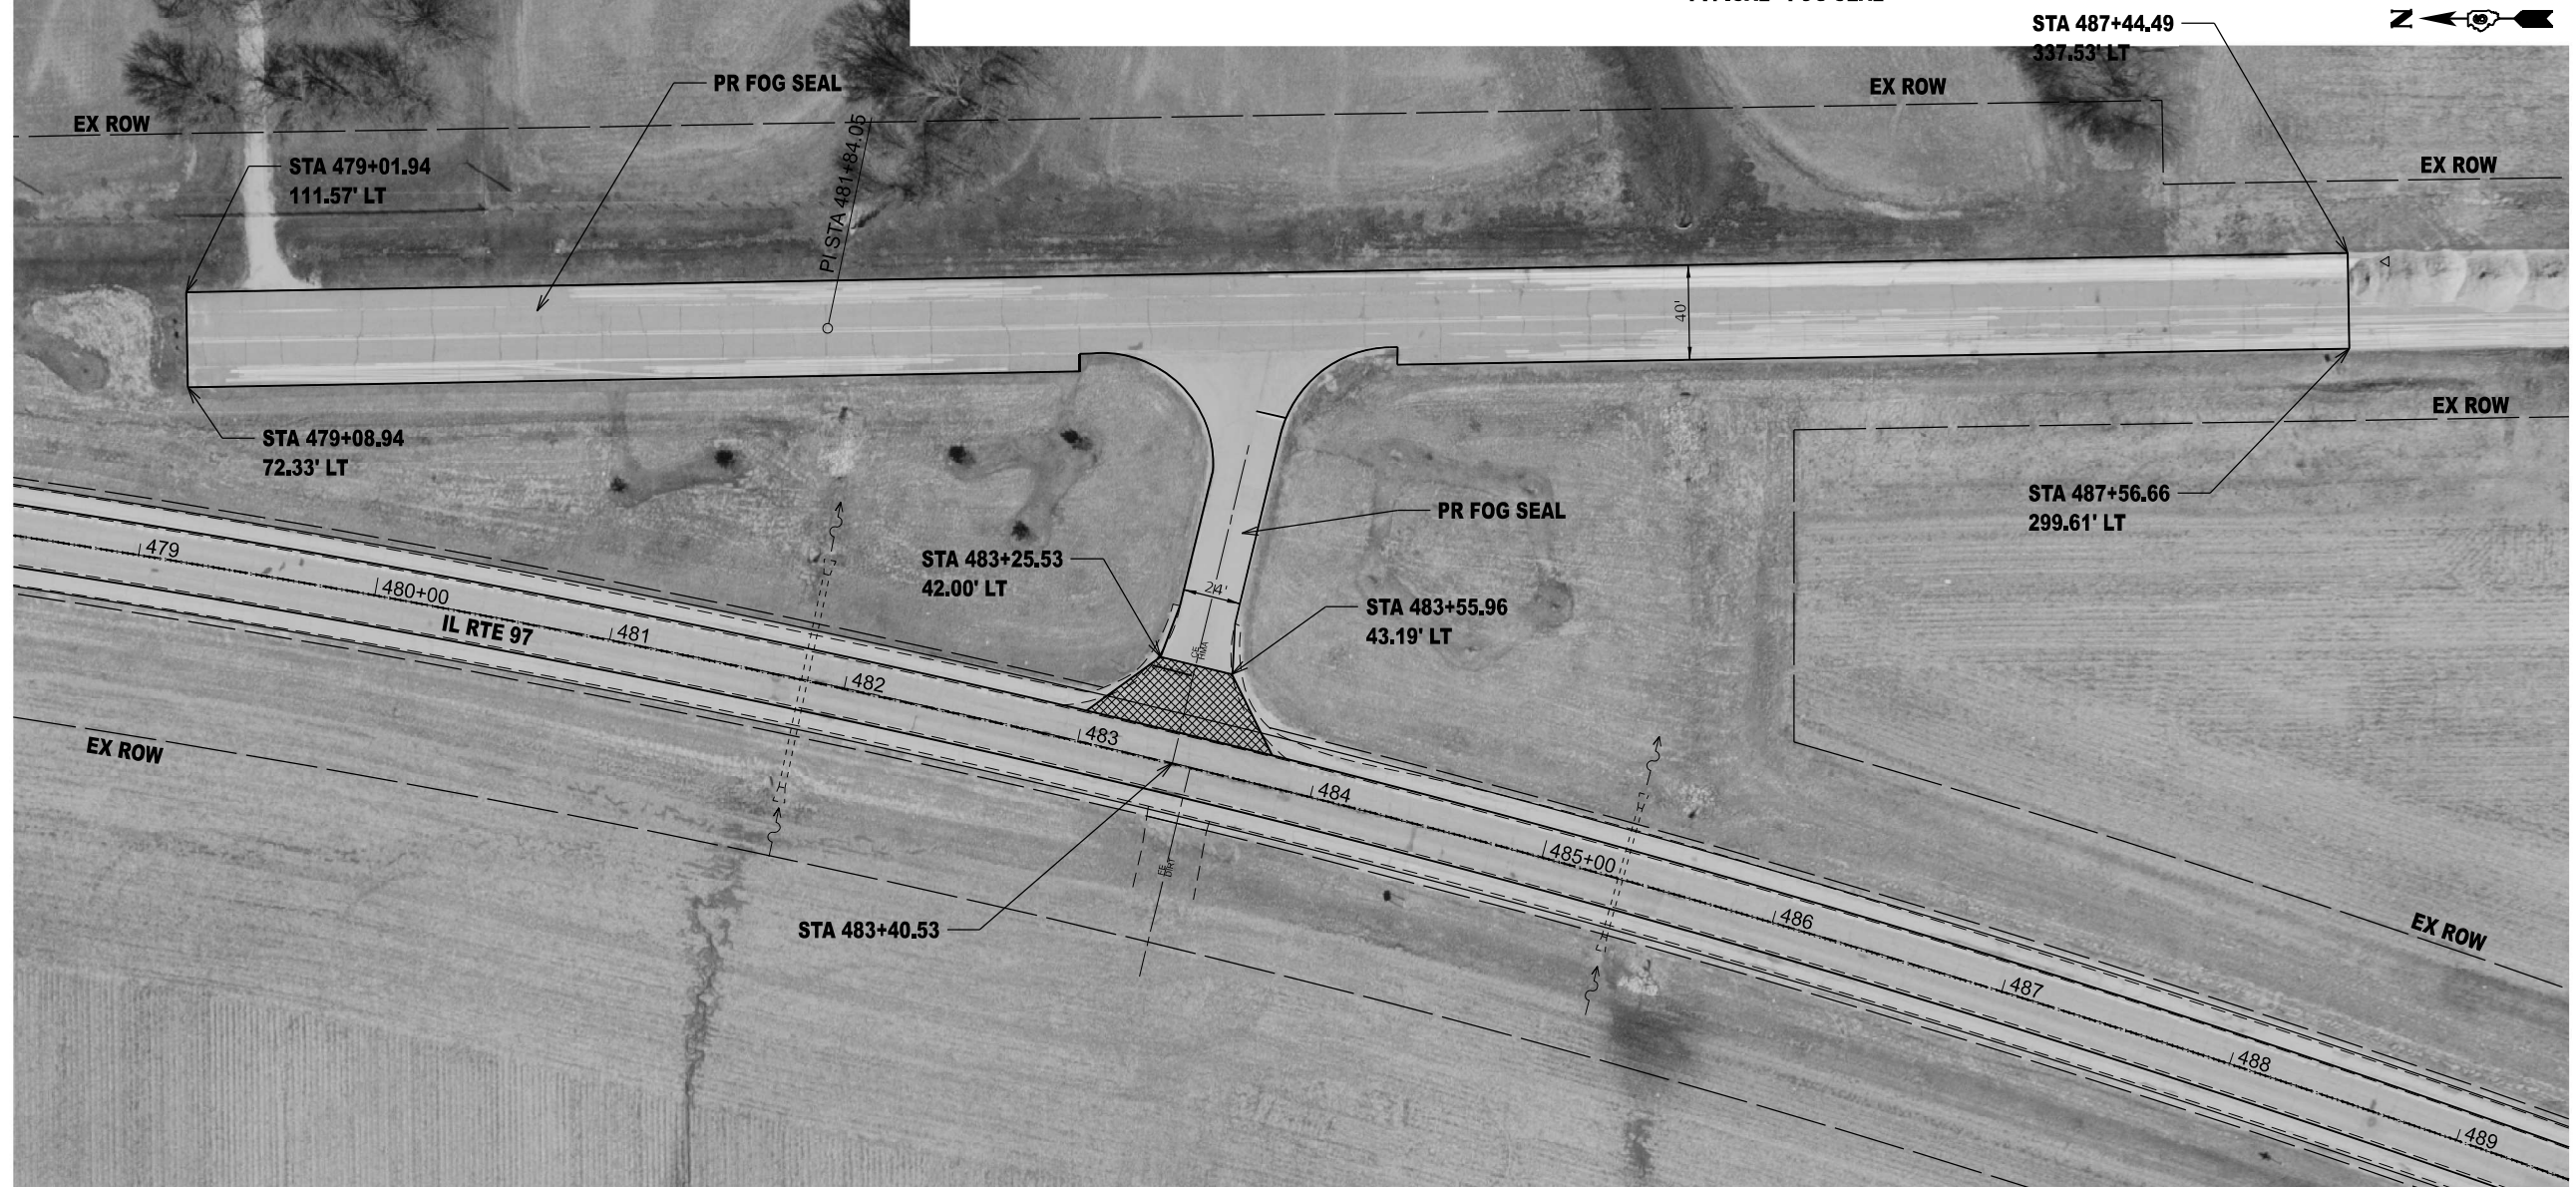 STA 487+44.49
337.53' LT
N
PR FOG SEAL
EX ROW
EX ROW
STA 479+01.94
111.57' LT
PI STA 481+84.05
EX ROW
40'
EX ROW
STA 479+08.94
72.33' LT
STA 487+56.66
299.61' LT
PR FOG SEAL
479
480+00
IL RTE 97
481
482
STA 483+25.53
42.00' LT
24'
STA 483+55.96
43.19' LT
CE
HMA
483
484
EX ROW
485+00
486
487
488
489
FE
DIRT
STA 483+40.53
EX ROW